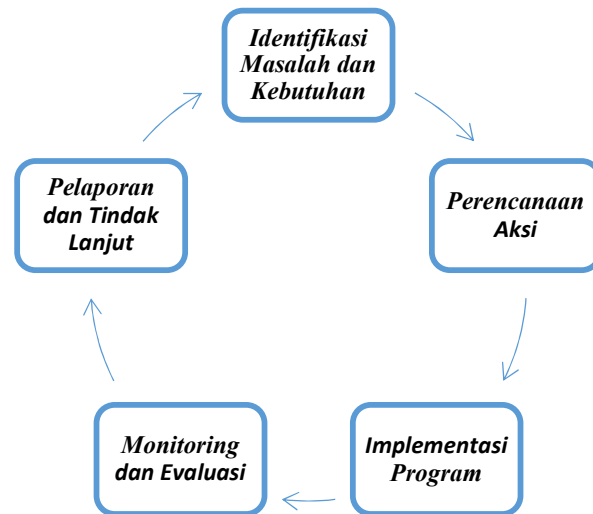 Identifikasi
Masalah dan
Kebutuhan
Perencanaan
Aksi
Implementasi
Program
Monitoring
dan Evaluasi
Pelaporan
dan Tindak
Lanjut